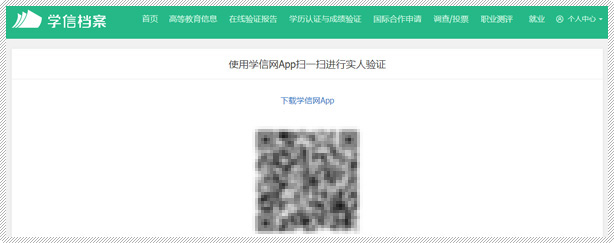 学信档案 首页 高等教育信息 在线验证报告 学历认证与成绩验证 国际合作申请 调查/投票 职业测评 就业 个人中心
使用学信网App扫一扫进行实人验证
下载学信网App